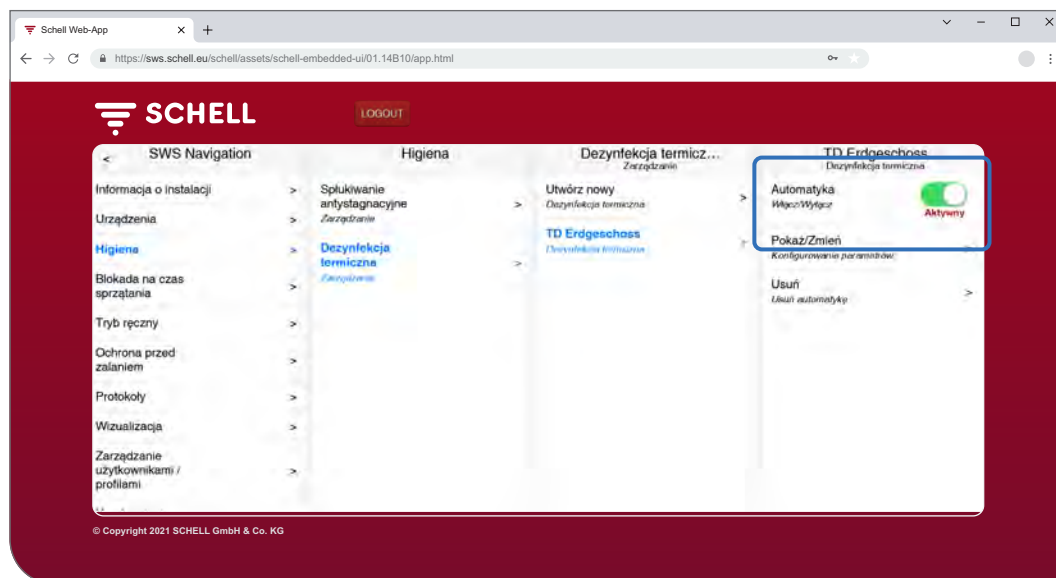 Schell Web-App
https://sws.schell.eu/schell/assets/schell-embedded-ui/01.14B10/app.html
SCHELL
LOGOUT
< SWS Navigation
Informacja o instalacji >
Urządzenia >
Higiena >
Blokada na czas
sprzątania >
Tryb ręczny >
Ochrona przed
zalaniem >
Protokoły >
Wizualizacja >
Zarządzanie
użytkownikami /
profilami >
Higiena
Spłukiwanie
antystagnacyjne >
Zarządzanie
Dezynfekcja
termiczna >
Zarządzanie
Dezynfekcja termicz...
Zarządzanie
Utwórz nowy >
Dezynfekcja termiczna
TD Erdgeschoss >
Dezynfekcja termiczna
TD Erdgeschoss
Dezynfekcja termiczna
Automatyka
Włącz/Wyłącz
Aktywny
Pokaż/Zmień >
Konfigurowanie parametrów
Usuń >
Usuń automatykę
© Copyright 2021 SCHELL GmbH & Co. KG